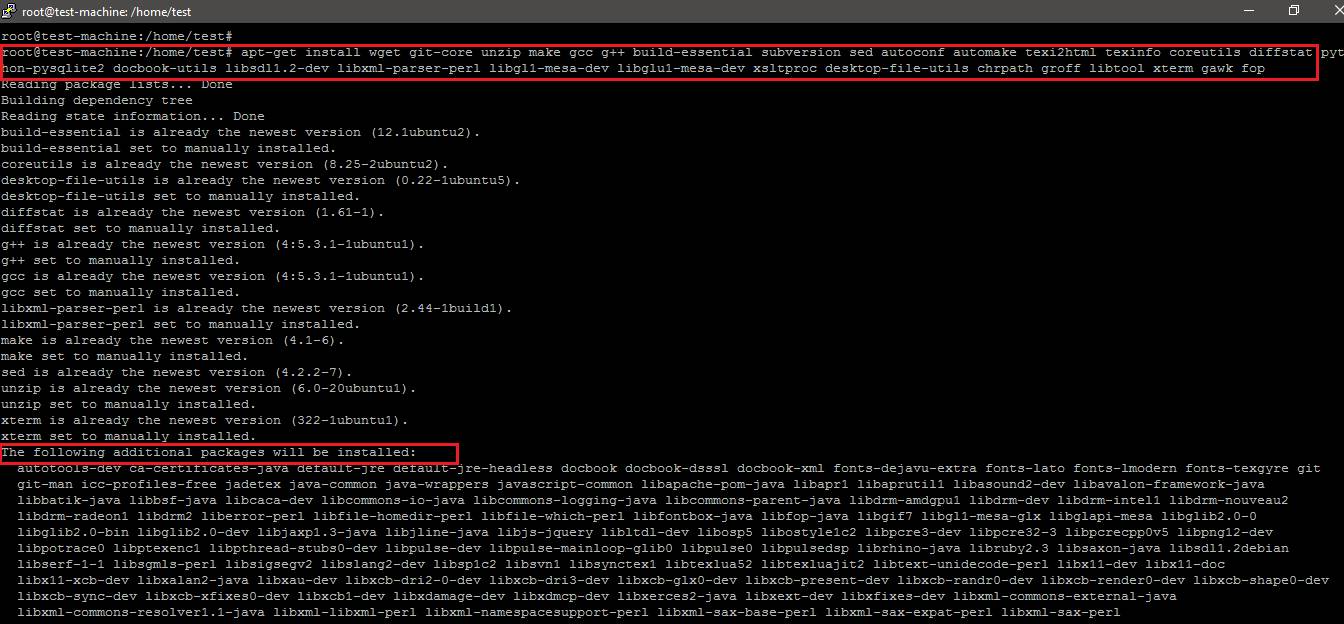 root@test-machine: /home/test
root@test-machine:/home/test#
root@test-machine:/home/test# apt-get install wget git-core unzip make gcc g++ build-essential subversion sed autoconf automake texi2html texinfo coreutils diffstat pyt
hon-pysqlite2 docbook-utils libsdl1.2-dev libxml-parser-perl libgl1-mesa-dev libglu1-mesa-dev xsltproc desktop-file-utils chrpath groff libtool xterm gawk fop
Reading package lists... Done
Building dependency tree
Reading state information... Done
build-essential is already the newest version (12.1ubuntu2).
build-essential set to manually installed.
coreutils is already the newest version (8.25-2ubuntu2).
desktop-file-utils is already the newest version (0.22-1ubuntu5).
desktop-file-utils set to manually installed.
diffstat is already the newest version (1.61-1).
diffstat set to manually installed.
g++ is already the newest version (4:5.3.1-1ubuntu1).
g++ set to manually installed.
gcc is already the newest version (4:5.3.1-1ubuntu1).
gcc set to manually installed.
libxml-parser-perl is already the newest version (2.44-1build1).
libxml-parser-perl set to manually installed.
make is already the newest version (4.1-6).
make set to manually installed.
sed is already the newest version (4.2.2-7).
unzip is already the newest version (6.0-20ubuntu1).
unzip set to manually installed.
xterm is already the newest version (322-1ubuntu1).
xterm set to manually installed.
The following additional packages will be installed:
autotools-dev ca-certificates-java default-jre default-jre-headless docbook docbook-dsssl docbook-xml fonts-dejavu-extra fonts-lato fonts-lmodern fonts-texgyre git
git-man icc-profiles-free jadetex java-common java-wrappers javascript-common libapache-pom-java libapr1 libaprutil1 libasound2-dev libavalon-framework-java
libbatik-java libbsf-java libcaca-dev libcommons-io-java libcommons-logging-java libcommons-parent-java libdrm-amdgpu1 libdrm-dev libdrm-intel1 libdrm-nouveau2
libdrm-radeon1 libdrm2 liberror-perl libfile-homedir-perl libfile-which-perl libfontbox-java libfop-java libgif7 libgl1-mesa-glx libglapi-mesa libglib2.0-0
libglib2.0-bin libglib2.0-dev libjaxp1.3-java libjline-java libjs-jquery libltdl-dev libosp5 libostyle1c2 libpcre3-dev libpcre32-3 libpcrecpp0v5 libpng12-dev
libpotrace0 libptexenc1 libpthread-stubs0-dev libpulse-dev libpulse-mainloop-glib0 libpulse0 libpulsedsp librhino-java libruby2.3 libsaxon-java libsdl1.2debian
libserf-1-1 libsgmls-perl libsigsegv2 libslang2-dev libsp1c2 libsvn1 libsynctex1 libtexlua52 libtexluajit2 libtext-unidecode-perl libx11-dev libx11-doc
libx11-xcb-dev libxalan2-java libxau-dev libxcb-dri2-0-dev libxcb-dri3-dev libxcb-glx0-dev libxcb-present-dev libxcb-randr0-dev libxcb-render0-dev libxcb-shape0-dev
libxcb-sync-dev libxcb-xfixes0-dev libxcb1-dev libxdamage-dev libxdmcp-dev libxerces2-java libxext-dev libxfixes-dev libxml-commons-external-java
libxml-commons-resolver1.1-java libxml-libxml-perl libxml-namespacesupport-perl libxml-sax-base-perl libxml-sax-expat-perl libxml-sax-perl